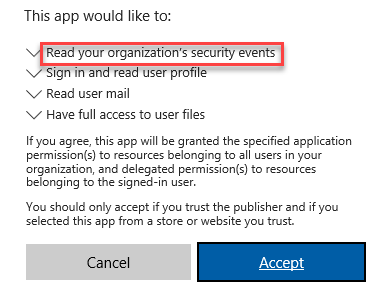 This app would like to:
Read your organization's security events
Sign in and read user profile
Read user mail
Have full access to user files
If you agree, this app will be granted the specified application
permission(s) to resources belonging to all users in your
organization, and delegated permission(s) to resources
belonging to the signed-in user.
You should only accept if you trust the publisher and if you
selected this app from a store or website you trust.
Cancel
Accept